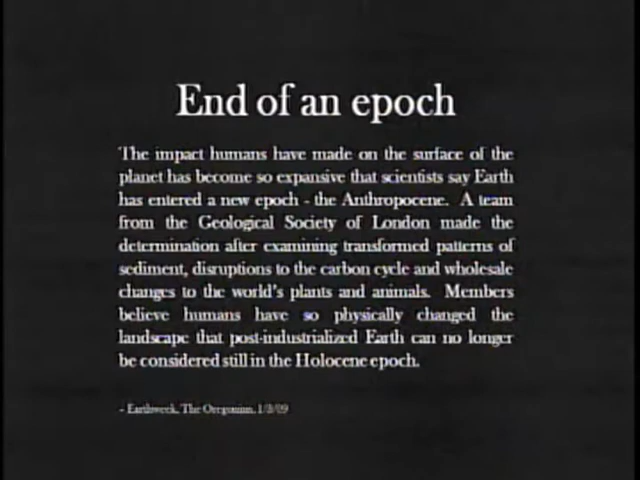 End of an epoch
The impact humans have made on the surface of the
planet has become so expansive that scientists say Earth
has entered a new epoch - the Anthropocene. A team
from the Geological Society of London made the
determination after examining transformed patterns of
sediment, disruptions to the carbon cycle and wholesale
changes to the world's plants and animals. Members
believe humans have so physically changed the
landscape that post-industrialized Earth can no longer
be considered still in the Holocene epoch.
- Earthweek, The Oregonian, 1/3/09